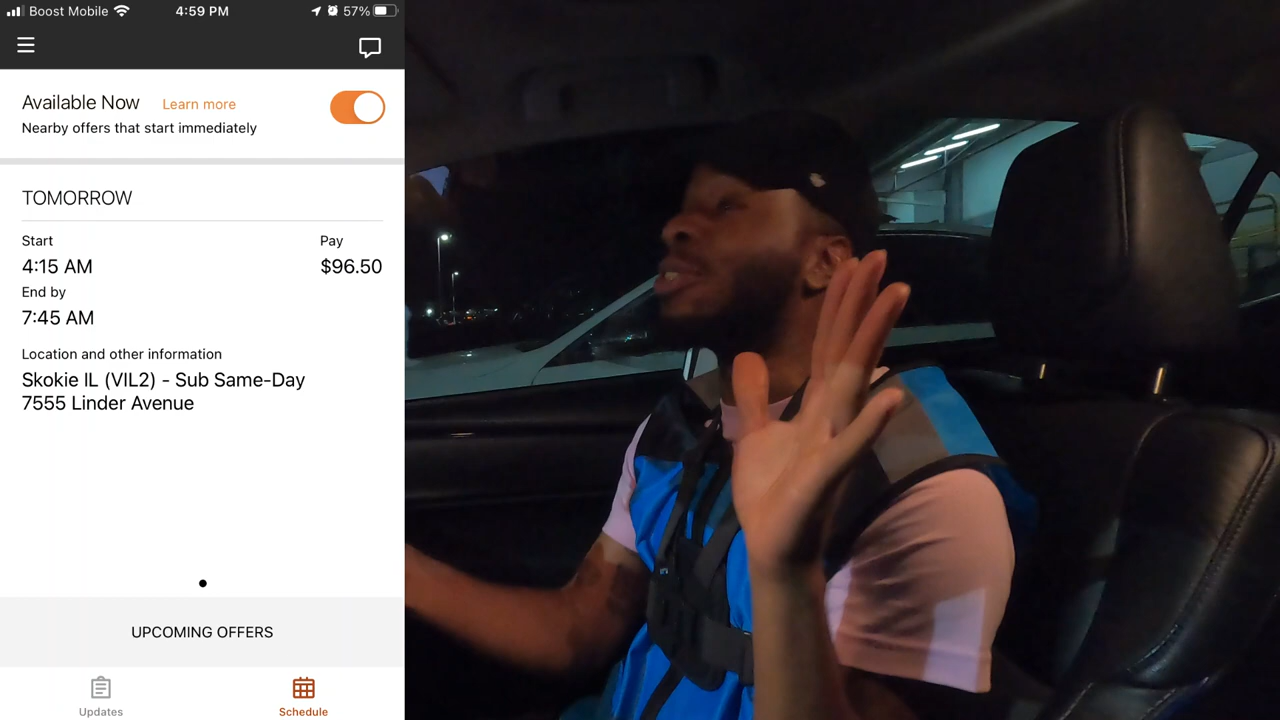 Boost Mobile 4:59 PM 57%
Available Now Learn more
Nearby offers that start immediately
TOMORROW
Start Pay
4:15 AM $96.50
End by
7:45 AM
Location and other information
Skokie IL (VIL2) - Sub Same-Day
7555 Linder Avenue
UPCOMING OFFERS
Updates Schedule